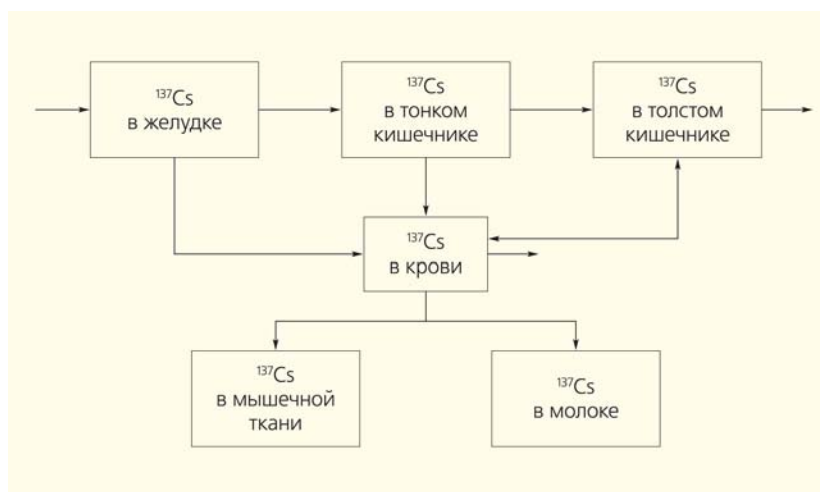 ¹³⁷Cs
в желудке
¹³⁷Cs
в тонком
кишечнике
¹³⁷Cs
в толстом
кишечнике
¹³⁷Cs
в крови
¹³⁷Cs
в мышечной
ткани
¹³⁷Cs
в молоке